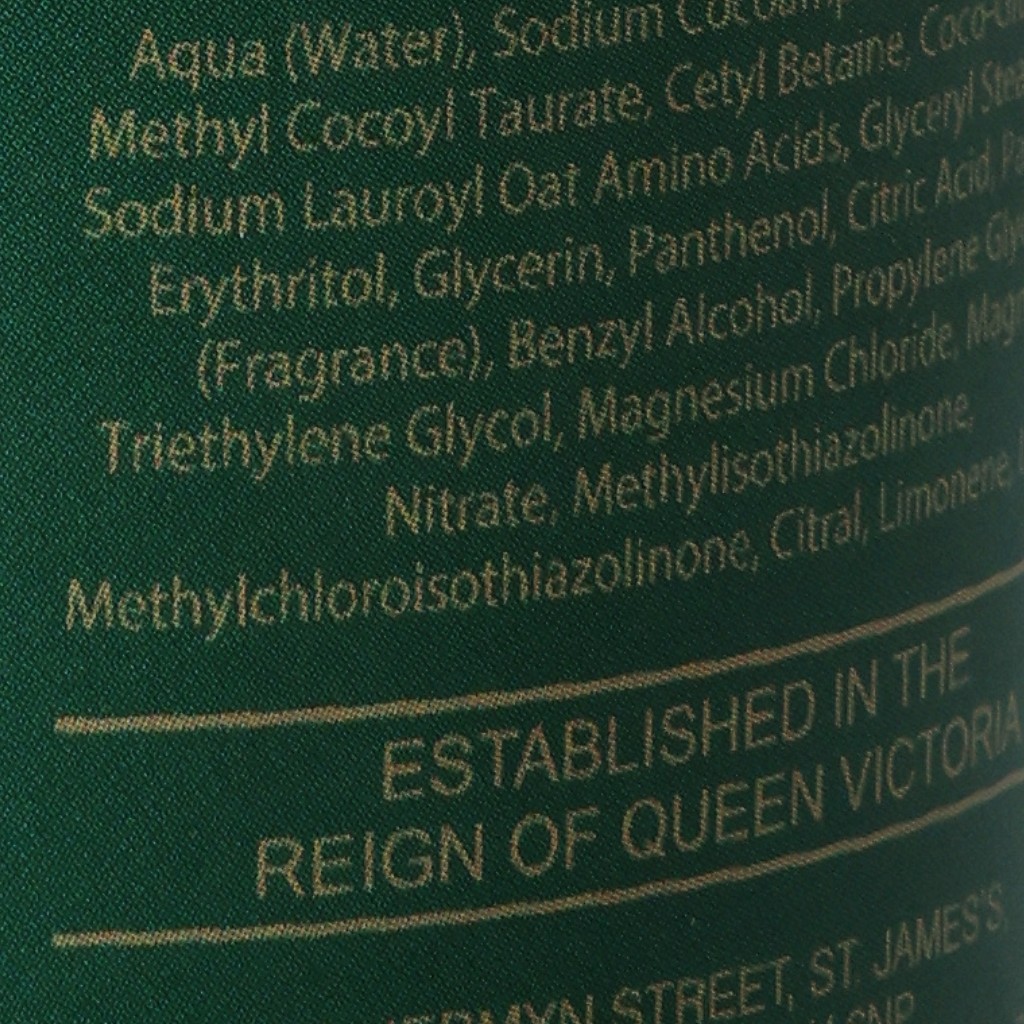 Aqua (Water), Sodium
Methyl Cocoyl Taurate, Cetyl Betaine, 
Sodium Lauroyl Oat Amino Acids, Glyceryl
Erythritol, Glycerin, Panthenol, Citric Acid,
(Fragrance), Benzyl Alcohol, Propylene
Triethylene Glycol, Magnesium Chloride,
Nitrate, Methylisothiazolinone,
Methylchloroisothiazolinone, Citral, Limonene,
ESTABLISHED IN THE
REIGN OF QUEEN VICTORIA
STREET, ST. JAMES'S,